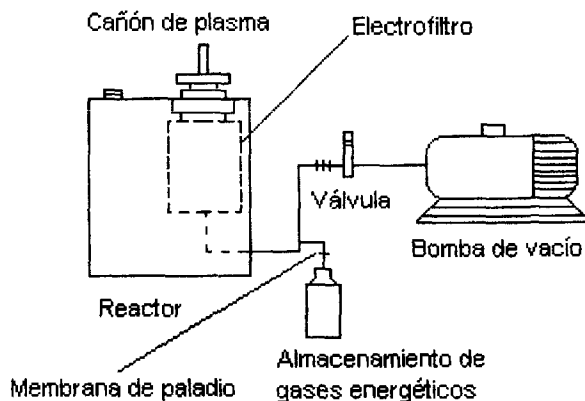 Cañón de plasma
Electrofiltro
Válvula
Bomba de vacío
Reactor
Membrana de paladio
Almacenamiento de
gases energéticos